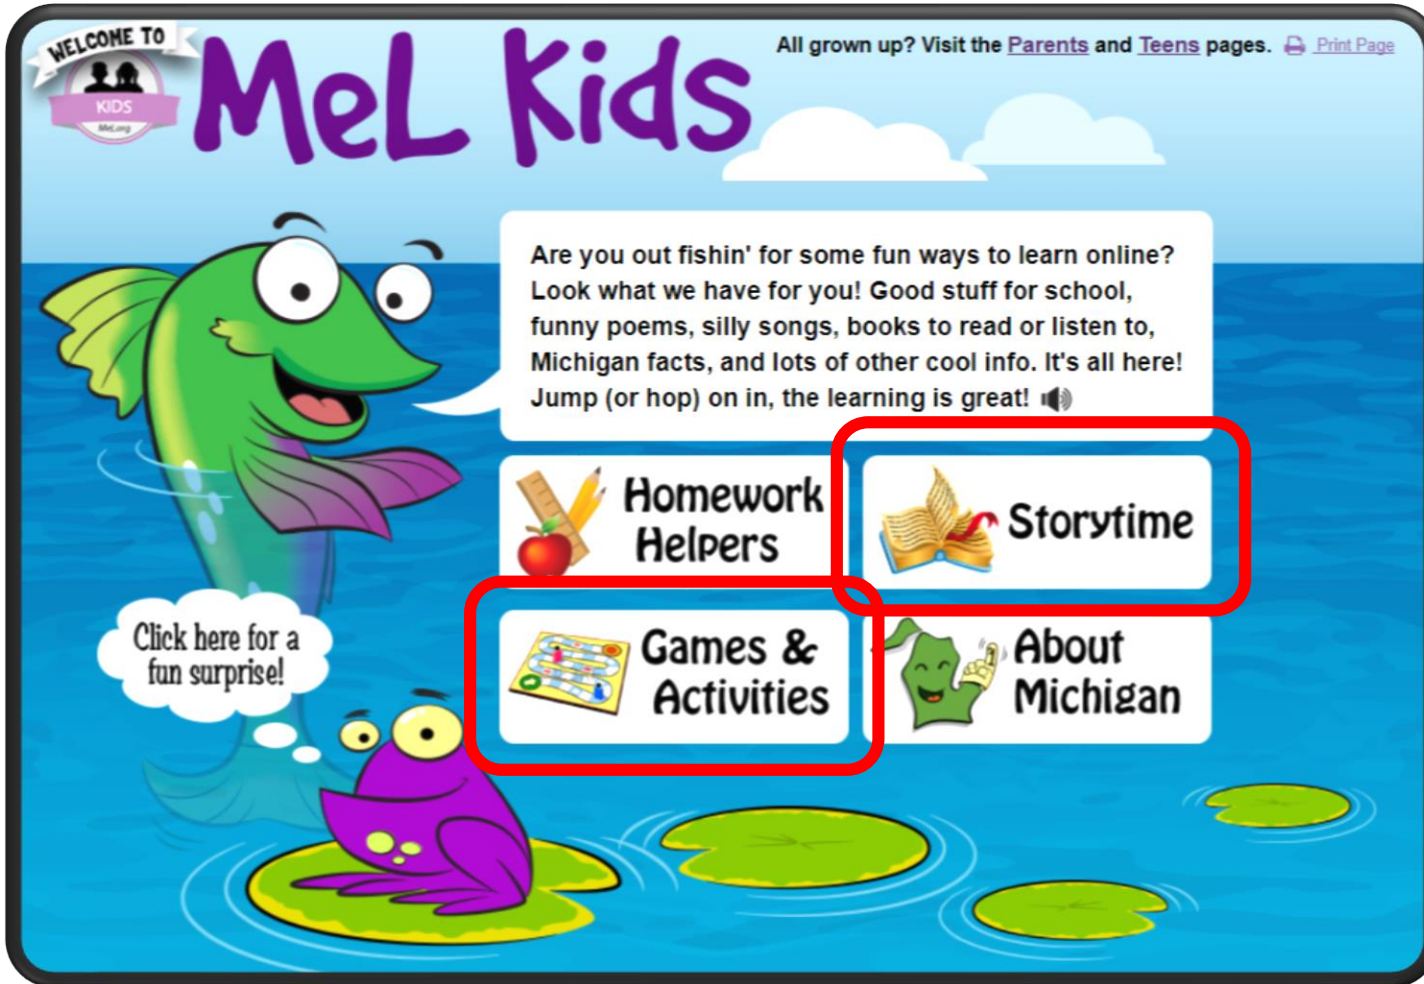 WELCOME TO
KIDS
MeL.org
MeL Kids
All grown up? Visit the Parents and Teens pages. Print Page
Are you out fishin' for some fun ways to learn online?
Look what we have for you! Good stuff for school,
funny poems, silly songs, books to read or listen to,
Michigan facts, and lots of other cool info. It's all here!
Jump (or hop) on in, the learning is great!
Homework
Helpers
Storytime
Games &
Activities
1
About
Michigan
Click here for a
fun surprise!